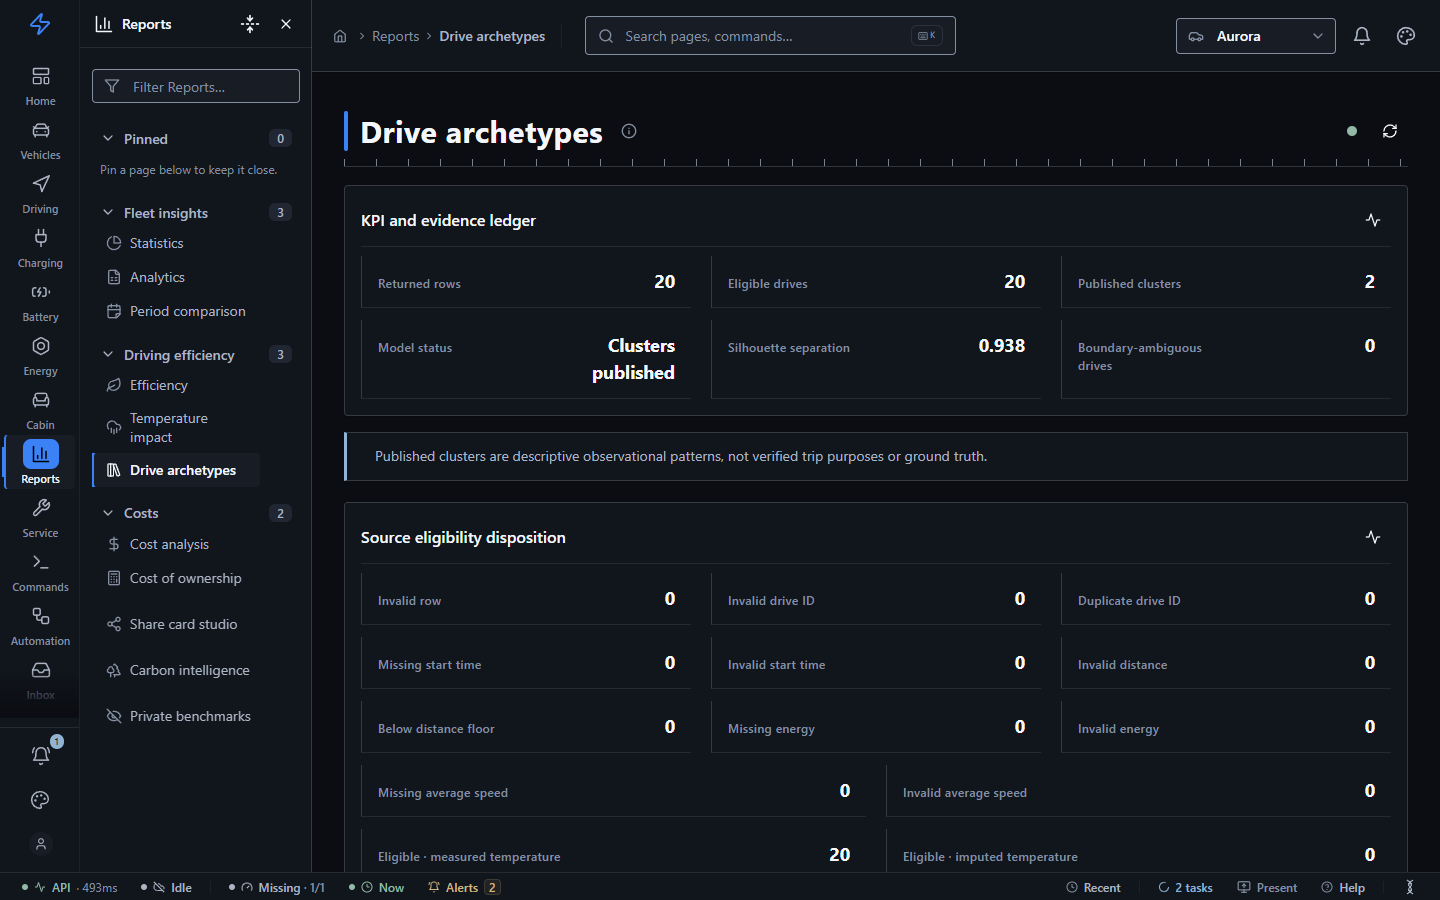 Reports
Reports
Drive archetypes
Search pages, commands...
K
Aurora
Home
Vehicles
Driving
Charging
Battery
Energy
Cabin
Reports
Service
Commands
Automation
Inbox
1
Filter Reports...
Pinned
0
Pin a page below to keep it close.
Fleet insights
3
Statistics
Analytics
Period comparison
Driving efficiency
3
Efficiency
Temperature
impact
Drive archetypes
Costs
2
Cost analysis
Cost of ownership
Share card studio
Carbon intelligence
Private benchmarks
Drive archetypes
KPI and evidence ledger
Returned rows
20
Eligible drives
20
Published clusters
2
Model status
Clusters
published
Silhouette separation
0.938
Boundary-ambiguous
drives
0
Published clusters are descriptive observational patterns, not verified trip purposes or ground truth.
Source eligibility disposition
Invalid row
0
Invalid drive ID
0
Duplicate drive ID
0
Missing start time
0
Invalid start time
0
Invalid distance
0
Below distance floor
0
Missing energy
0
Invalid energy
0
Missing average speed
0
Invalid average speed
0
Eligible · measured temperature
20
Eligible · imputed temperature
0
API · 493ms
Idle
Missing · 1/1
Now
Alerts 2
Recent
2 tasks
Present
Help